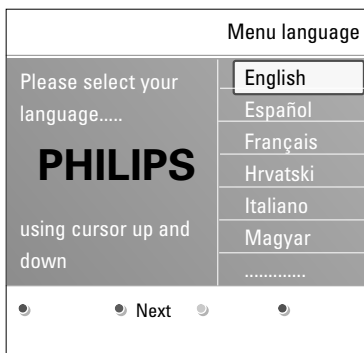 Menu language
Please select your
language.....
PHILIPS
using cursor up and
down
English
Español
Français
Hrvatski
Italiano
Magyar
.............
Next